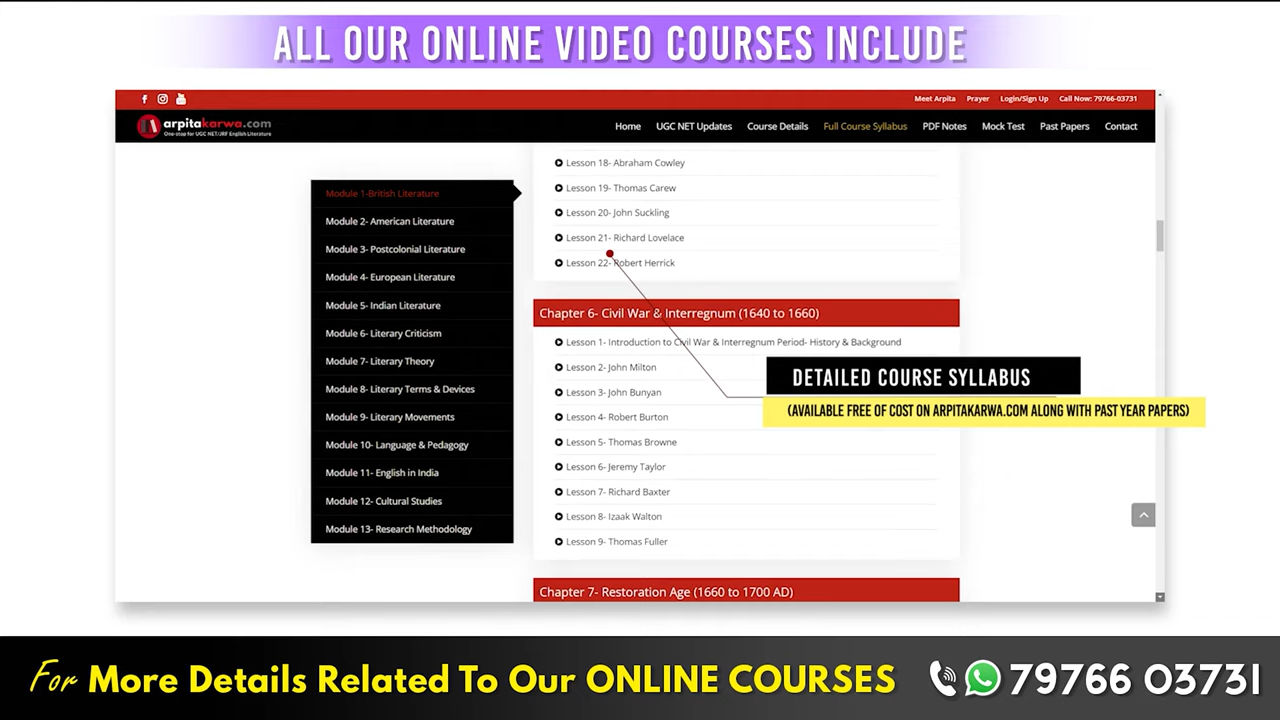 ALL OUR ONLINE VIDEO COURSES INCLUDE
Meet Arpita Prayer Login/Sign Up Call Now: 79766-03731
arpitakarwa.com
One-stop for UGC NET/JRF English Literature
Home UGC NET Updates Course Details Full Course Syllabus PDF Notes Mock Test Past Papers Contact
Module 1-British Literature
Module 2- American Literature
Module 3- Postcolonial Literature
Module 4- European Literature
Module 5- Indian Literature
Module 6- Literary Criticism
Module 7- Literary Theory
Module 8- Literary Terms & Devices
Module 9- Literary Movements
Module 10- Language & Pedagogy
Module 11- English in India
Module 12- Cultural Studies
Module 13- Research Methodology
Lesson 18- Abraham Cowley
Lesson 19- Thomas Carew
Lesson 20- John Suckling
Lesson 21- Richard Lovelace
Lesson 22- Robert Herrick
Chapter 6- Civil War & Interregnum (1640 to 1660)
Lesson 1- Introduction to Civil War & Interregnum Period- History & Background
Lesson 2- John Milton
Lesson 3- John Bunyan
Lesson 4- Robert Burton
Lesson 5- Thomas Browne
Lesson 6- Jeremy Taylor
Lesson 7- Richard Baxter
Lesson 8- Izaak Walton
Lesson 9- Thomas Fuller
Chapter 7- Restoration Age (1660 to 1700 AD)
DETAILED COURSE SYLLABUS
(AVAILABLE FREE OF COST ON ARPITAKARWA.COM ALONG WITH PAST YEAR PAPERS)
For More Details Related To Our ONLINE COURSES 79766 03731